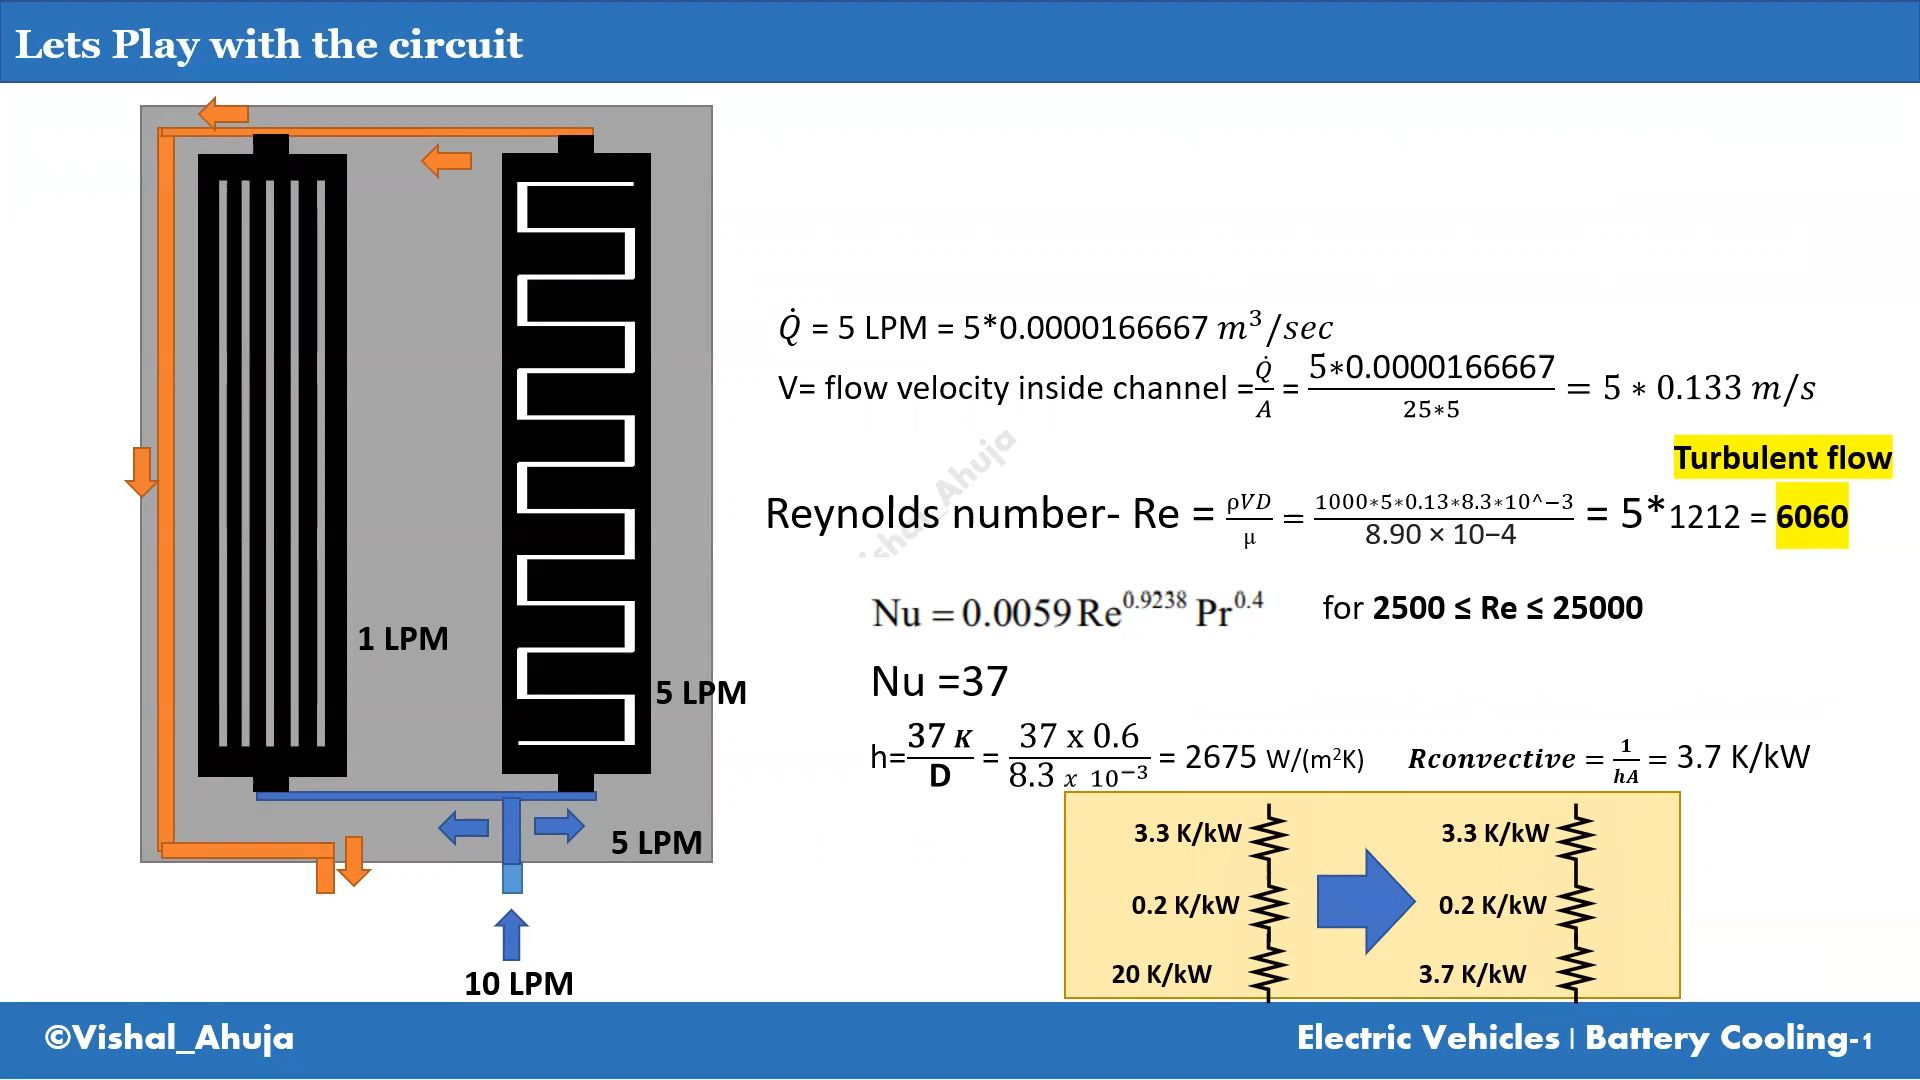 Lets Play with the circuit
1 LPM
5 LPM
5 LPM
10 LPM
Q̇ = 5 LPM = 5*0.0000166667 m³/sec
V= flow velocity inside channel = Q̇/A = 5*0.0000166667/25*5 = 5 * 0.133 m/s
Turbulent flow
Reynolds number- Re = ρVD/μ = 1000*5*0.13*8.3*10^−3/8.90 × 10−4 = 5*1212 = 6060
Nu = 0.0059 Re^0.9238 Pr^0.4 for 2500 ≤ Re ≤ 25000
Nu =37
h= 37 K/D = 37 x 0.6/8.3 x 10⁻³ = 2675 W/(m²K) Rconvective = 1/hA = 3.7 K/kW
3.3 K/kW 3.3 K/kW
0.2 K/kW 0.2 K/kW
20 K/kW 3.7 K/kW
©Vishal_Ahuja
Electric Vehicles | Battery Cooling-1